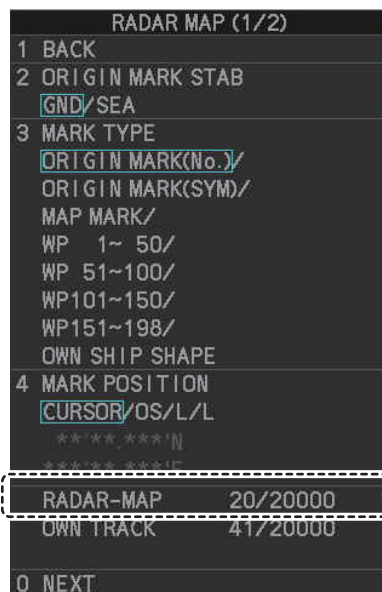 RADAR MAP (1/2)
1 BACK
2 ORIGIN MARK STAB
GND/SEA
3 MARK TYPE
ORIGIN MARK(No.)/
ORIGIN MARK(SYM)/
MAP MARK/
WP 1~ 50/
WP 51~100/
WP101~150/
WP151~198/
OWN SHIP SHAPE
4 MARK POSITION
CURSOR/OS/L/L
**'**.***'N
***'**.***'E
RADAR-MAP 20/20000
OWN TRACK 41/20000
0 NEXT